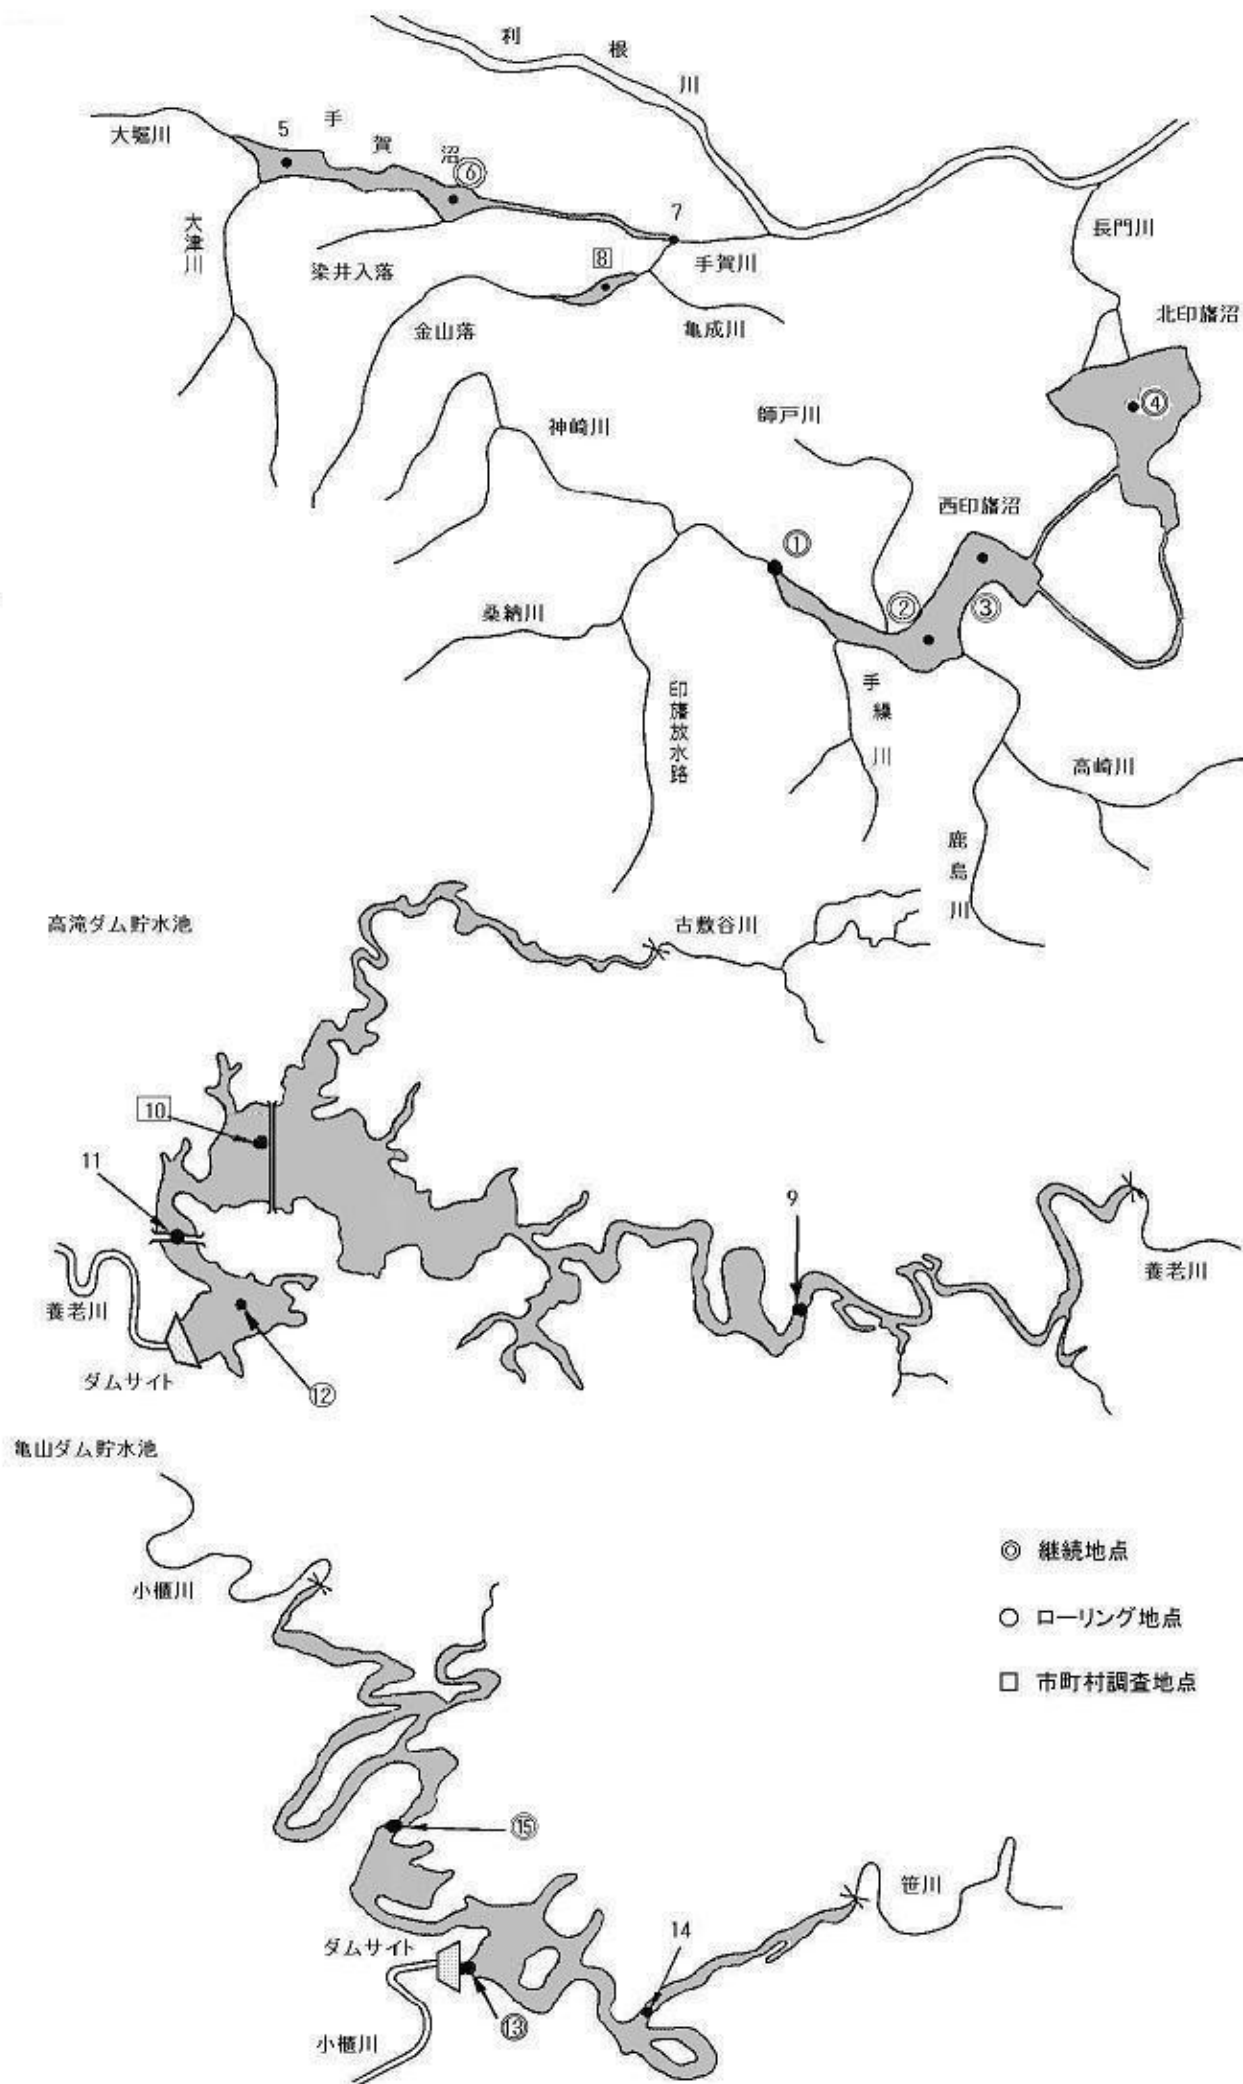 利根川
手賀沼
大堀川
5
⑥
7
大津川
染井入落
8
手賀川
長門川
金山落
亀成川
北印旛沼
④
神崎川
師戸川
西印旛沼
①
②
③
桑納川
印旛放水路
手繰川
高崎川
鹿島川
高滝ダム貯水池
古敷谷川
10
11
9
養老川
養老川
ダムサイト
⑫
亀山ダム貯水池
小櫃川
◎ 継続地点
○ ローリング地点
□ 市町村調査地点
⑮
笹川
ダムサイト
14
⑬
小櫃川